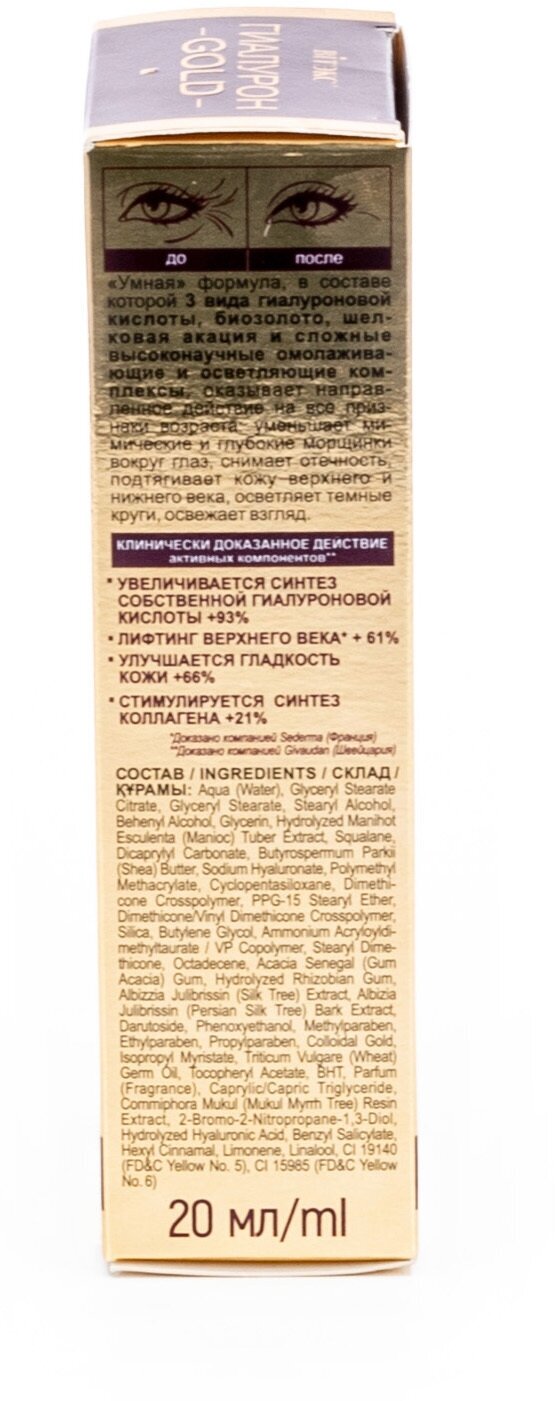 ВІТЭКС
ГИАЛУРОН
-GOLD-
до
после
«Умная» формула, в составе
которой 3 вида гиалуроновой
кислоты, биозолото, шел-
ковая акация и сложные
высоконаучные омолажива-
ющие и осветляющие ком-
плексы, оказывает направ-
ленное действие на все приз-
наки возраста: уменьшает ми-
мические и глубокие морщинки
вокруг глаз, снимает отечность,
подтягивает кожу верхнего и
нижнего века, осветляет темные
круги, освежает взгляд.
КЛИНИЧЕСКИ ДОКАЗАННОЕ ДЕЙСТВИЕ
активных компонентов**
▪ УВЕЛИЧИВАЕТСЯ СИНТЕЗ
СОБСТВЕННОЙ ГИАЛУРОНОВОЙ
КИСЛОТЫ +93%
▪ ЛИФТИНГ ВЕРХНЕГО ВЕКА* + 61%
▪ УЛУЧШАЕТСЯ ГЛАДКОСТЬ
КОЖИ +66%
▪ СТИМУЛИРУЕТСЯ СИНТЕЗ
КОЛЛАГЕНА +21%
*Доказано компанией Sederma (Франция)
**Доказано компанией Givaudan (Швейцария)
СОСТАВ / INGREDIENTS / СКЛАД /
ҚҰРАМЫ: Aqua (Water), Glyceryl Stearate
Citrate, Glyceryl Stearate, Stearyl Alcohol,
Behenyl Alcohol, Glycerin, Hydrolyzed Manihot
Esculenta (Manioc) Tuber Extract, Squalane,
Dicaprylyl Carbonate, Butyrospermum Parkii
(Shea) Butter, Sodium Hyaluronate, Polymethyl
Methacrylate, Cyclopentasiloxane, Dimethi-
cone Crosspolymer, PPG-15 Stearyl Ether,
Dimethicone/Vinyl Dimethicone Crosspolymer,
Silica, Butylene Glycol, Ammonium Acryloyldi-
methyltaurate / VP Copolymer, Stearyl Dime-
thicone, Octadecene, Acacia Senegal (Gum
Acacia) Gum, Hydrolyzed Rhizobian Gum,
Albizzia Julibrissin (Silk Tree) Extract, Albizia
Julibrissin (Persian Silk Tree) Bark Extract,
Darutoside, Phenoxyethanol, Methylparaben,
Ethylparaben, Propylparaben, Colloidal Gold,
Isopropyl Myristate, Triticum Vulgare (Wheat)
Germ Oil, Tocopheryl Acetate, BHT, Parfum
(Fragrance), Caprylic/Capric Triglyceride,
Commiphora Mukul (Mukul Myrrh Tree) Resin
Extract, 2-Bromo-2-Nitropropane-1,3-Diol,
Hydrolyzed Hyaluronic Acid, Benzyl Salicylate,
Hexyl Cinnamal, Limonene, Linalool, CI 19140
(FD&C Yellow No. 5), CI 15985 (FD&C Yellow
No. 6)
20 мл/ml